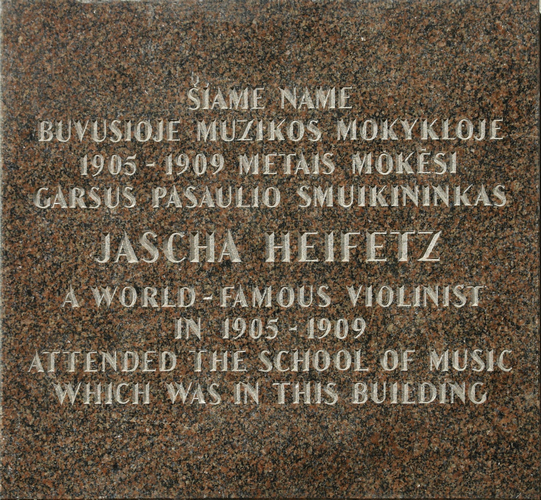 ŠIAME NAME
BUVUSIOJE MUZIKOS MOKYKLOJE
1905 - 1909 METAIS MOKĖSI
GARSUS PASAULIO SMUIKININKAS
JASCHA HEIFETZ
A WORLD - FAMOUS VIOLINIST
IN 1905 - 1909
ATTENDED THE SCHOOL OF MUSIC
WHICH WAS IN THIS BUILDING